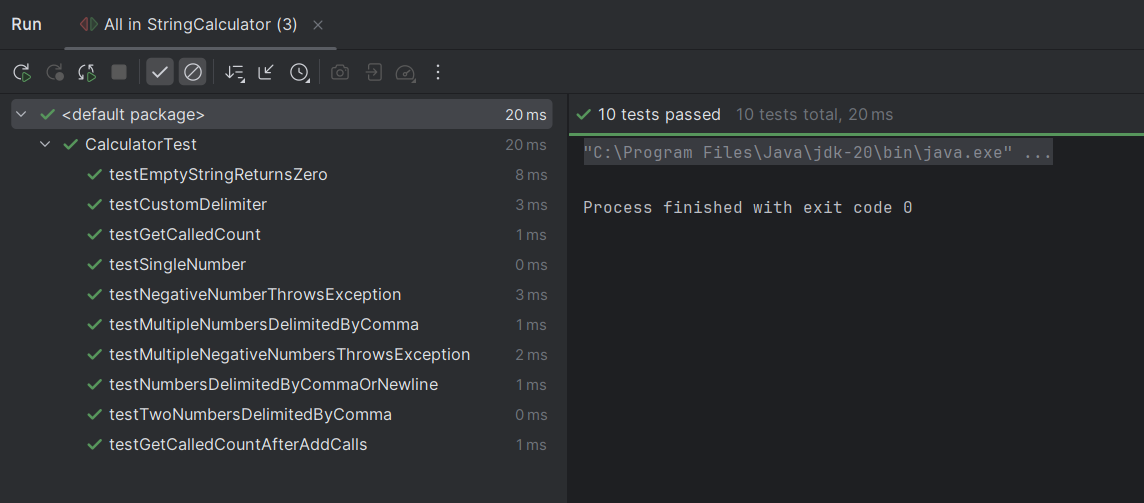 Run All in StringCalculator (3)
<default package> 20 ms
CalculatorTest 20 ms
testEmptyStringReturnsZero 8 ms
testCustomDelimiter 3 ms
testGetCalledCount 1 ms
testSingleNumber 0 ms
testNegativeNumberThrowsException 3 ms
testMultipleNumbersDelimitedByComma 1 ms
testMultipleNegativeNumbersThrowsException 2 ms
testNumbersDelimitedByCommaOrNewline 1 ms
testTwoNumbersDelimitedByComma 0 ms
testGetCalledCountAfterAddCalls 1 ms
10 tests passed 10 tests total, 20 ms
"C:\Program Files\Java\jdk-20\bin\java.exe" ...
Process finished with exit code 0